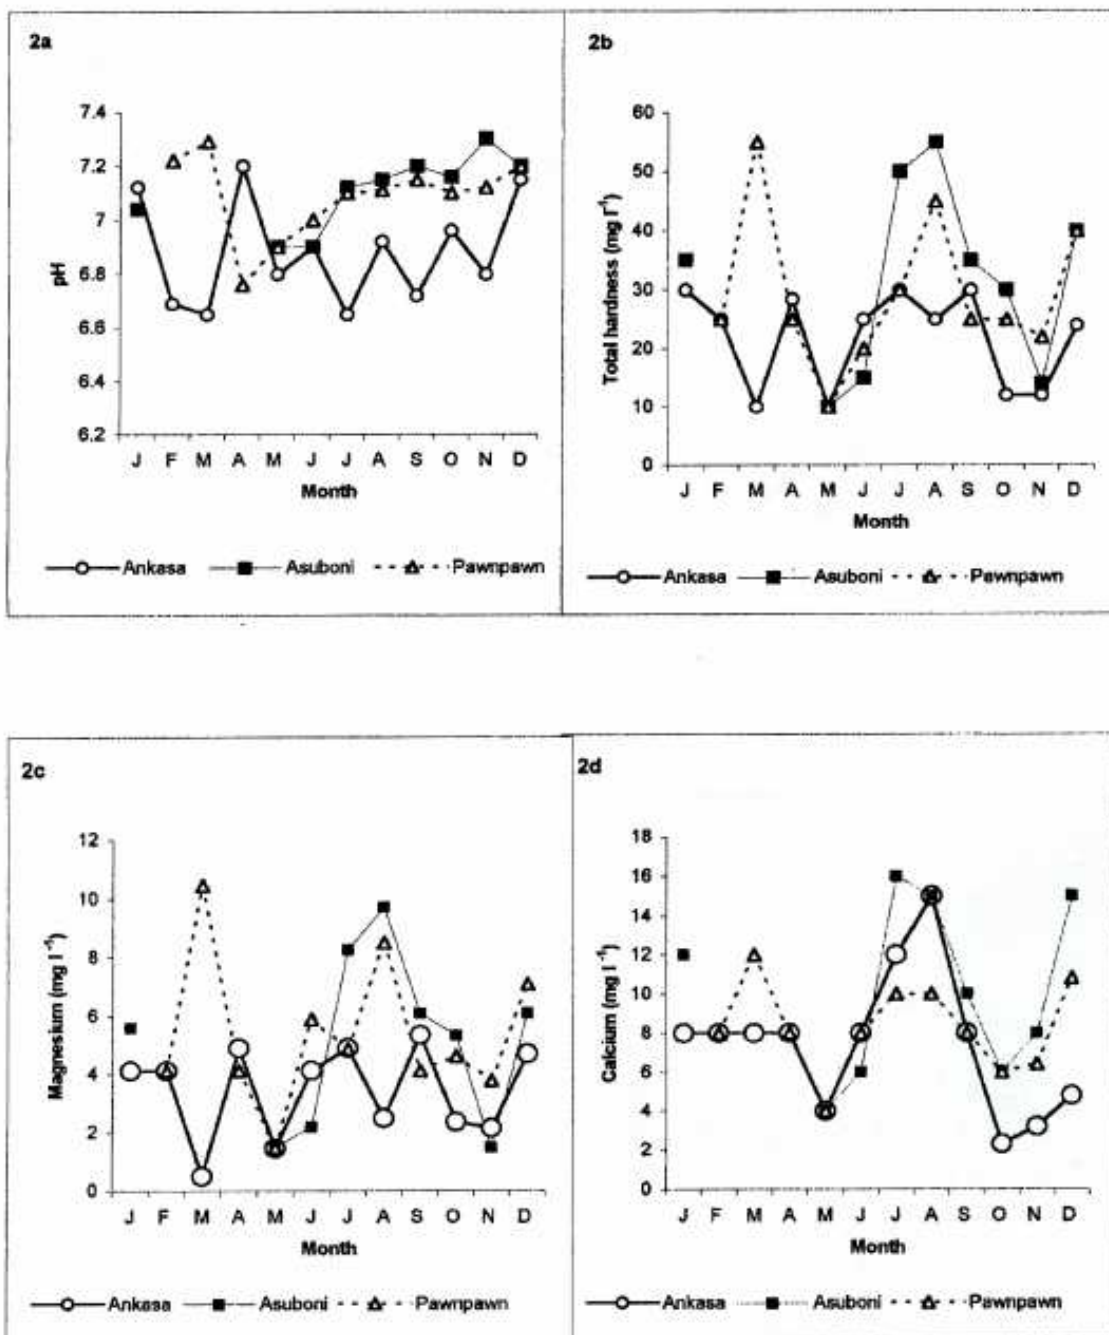 2a
7.4
7.2
7
6.8
6.6
6.4
6.2
pH
J F M A M J J A S O N D
Month
Ankasa Asuboni Pawnpawn
2b
60
50
40
30
20
10
0
Total hardness (mg l⁻¹)
J F M A M J J A S O N D
Month
Ankasa Asuboni Pawnpawn
2c
12
10
8
6
4
2
0
Magnesium (mg l⁻¹)
J F M A M J J A S O N D
Month
Ankasa Asuboni Pawnpawn
2d
18
16
14
12
10
8
6
4
2
0
Calcium (mg l⁻¹)
J F M A M J J A S O N D
Month
Ankasa Asuboni Pawnpawn